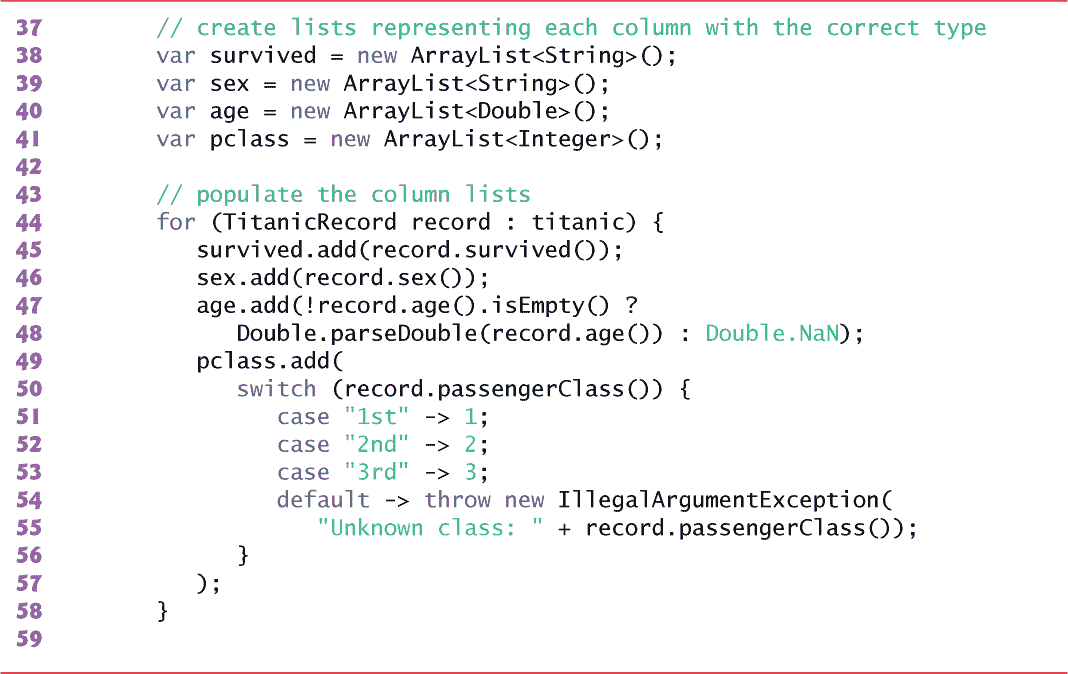 37 // create lists representing each column with the correct type
38 var survived = new ArrayList<String>();
39 var sex = new ArrayList<String>();
40 var age = new ArrayList<Double>();
41 var pclass = new ArrayList<Integer>();
42
43 // populate the column lists
44 for (TitanicRecord record : titanic) {
45 survived.add(record.survived());
46 sex.add(record.sex());
47 age.add(!record.age().isEmpty() ?
48 Double.parseDouble(record.age()) : Double.NaN);
49 pclass.add(
50 switch (record.passengerClass()) {
51 case "1st" -> 1;
52 case "2nd" -> 2;
53 case "3rd" -> 3;
54 default -> throw new IllegalArgumentException(
55 "Unknown class: " + record.passengerClass());
56 }
57 );
58 }
59